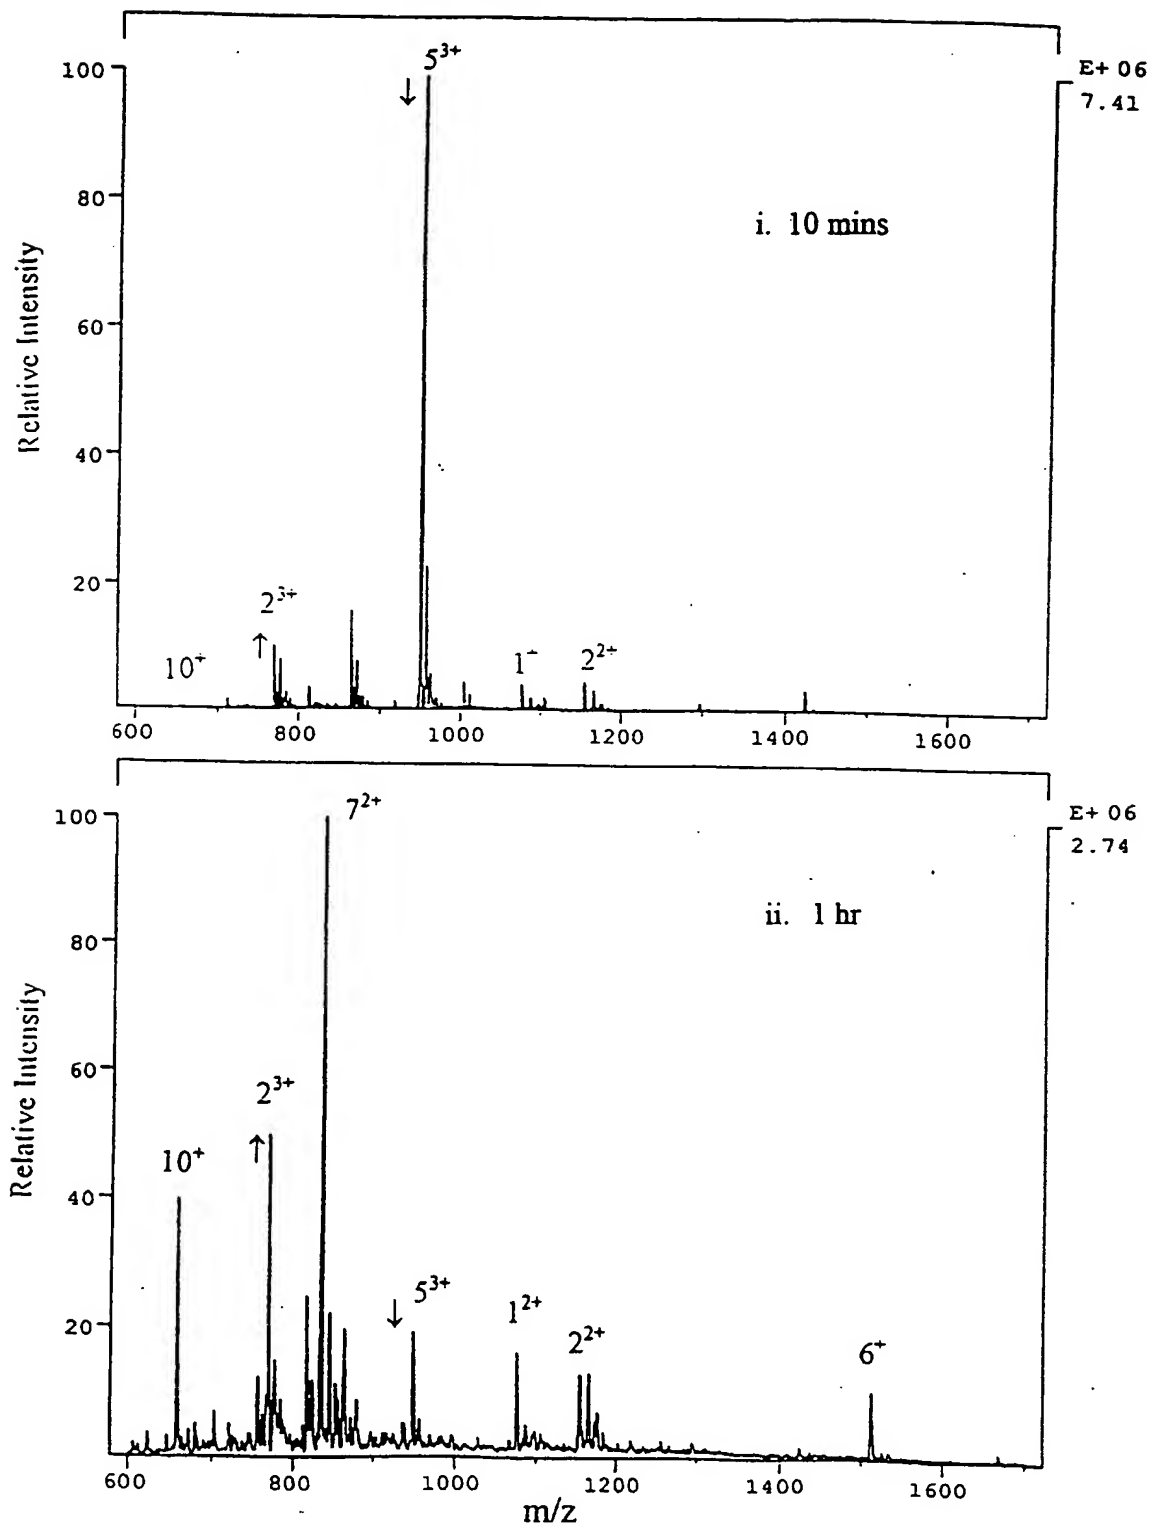 5³⁺
E+ 06
7.41
100
80
60
40
20
Relative Intensity
i. 10 mins
2³⁺
10⁺
1⁺
2²⁺
600 800 1000 1200 1400 1600
7²⁺
E+ 06
2.74
100
80
60
40
20
Relative Intensity
ii. 1 hr
2³⁺
10⁺
5³⁺
1²⁺
2²⁺
6⁺
600 800 1000 1200 1400 1600
m/z